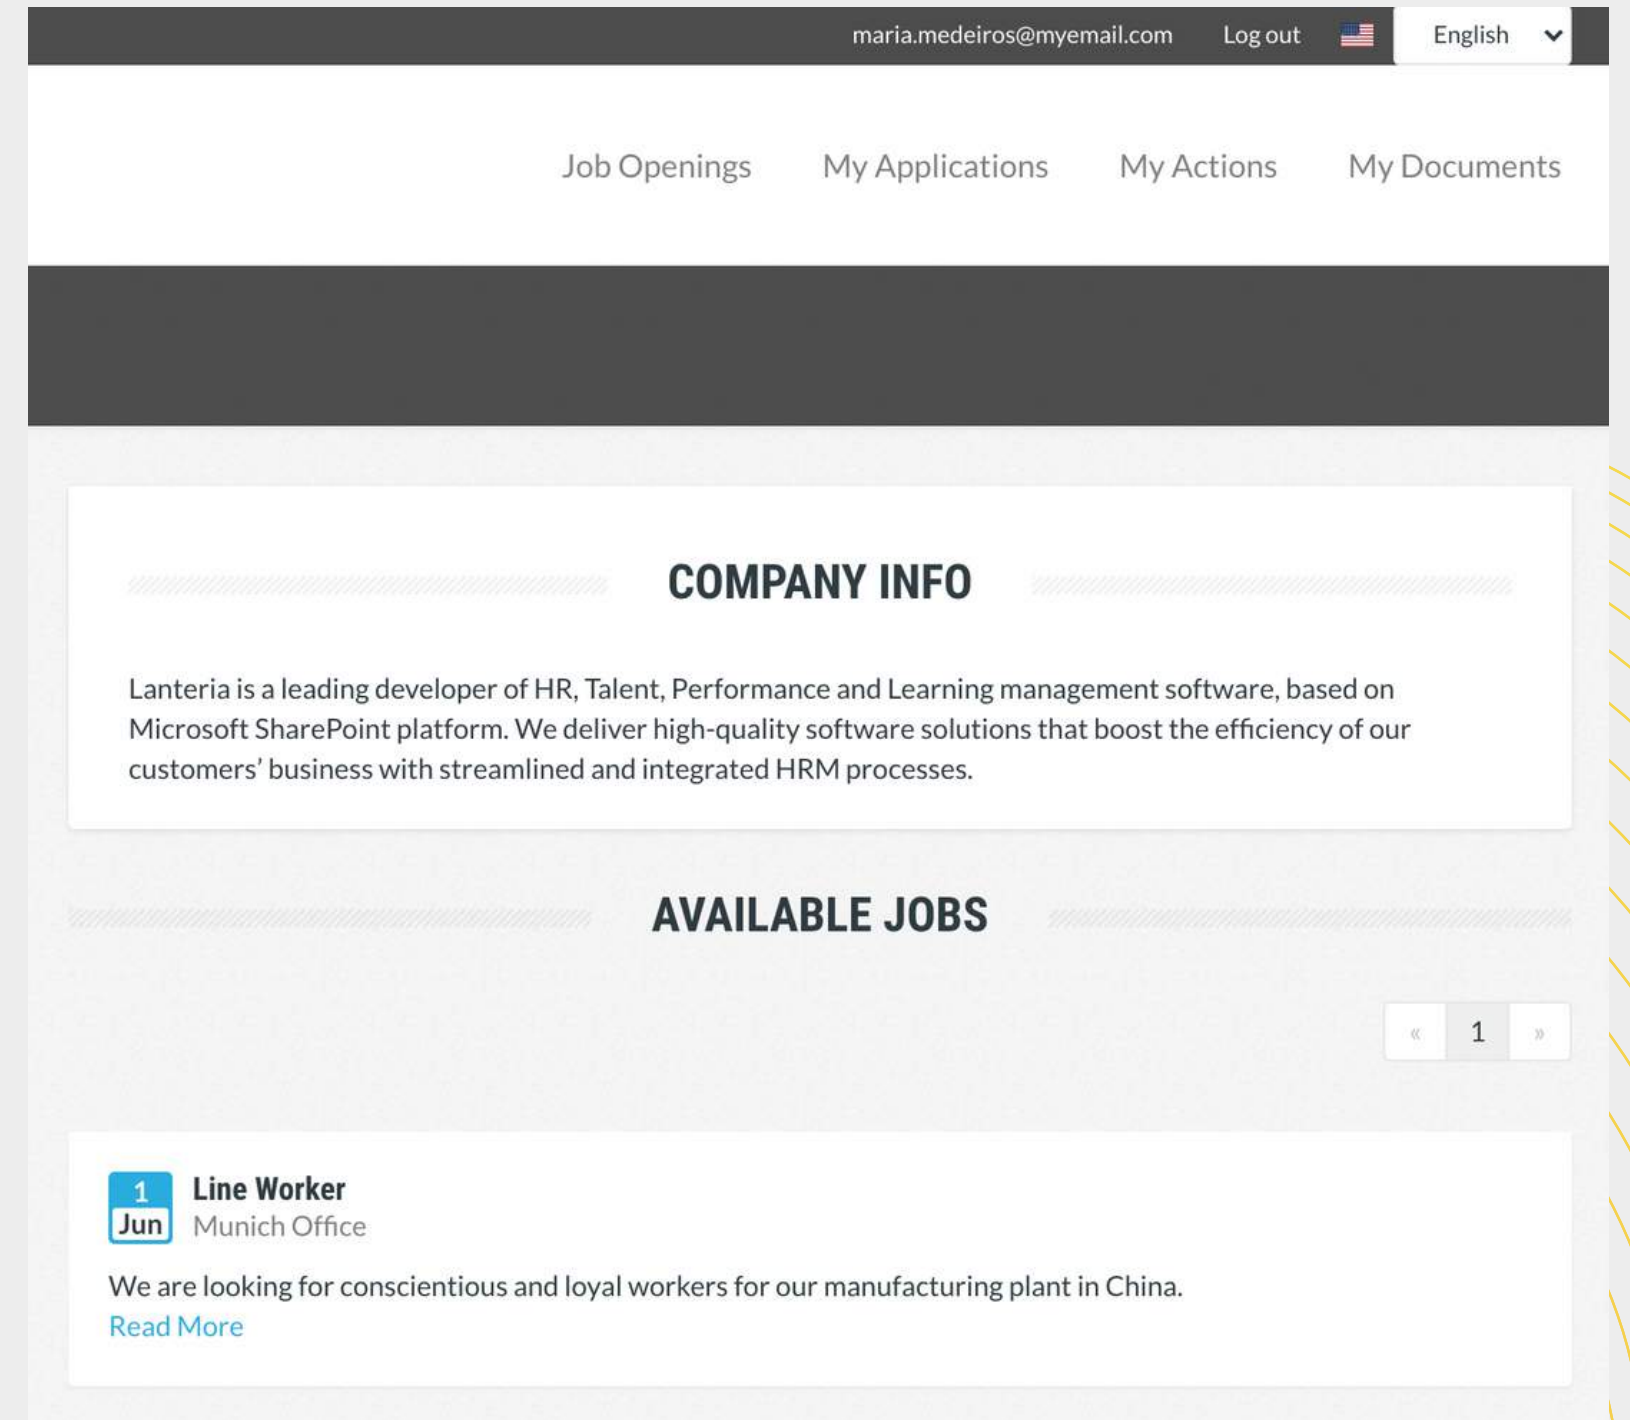 maria.medeiros@myemail.com Log out English
Job Openings My Applications My Actions My Documents
COMPANY INFO
Lanteria is a leading developer of HR, Talent, Performance and Learning management software, based on
Microsoft SharePoint platform. We deliver high-quality software solutions that boost the efficiency of our
customers’ business with streamlined and integrated HRM processes.
AVAILABLE JOBS
« 1 »
1 Line Worker
Jun Munich Office
We are looking for conscientious and loyal workers for our manufacturing plant in China.
Read More